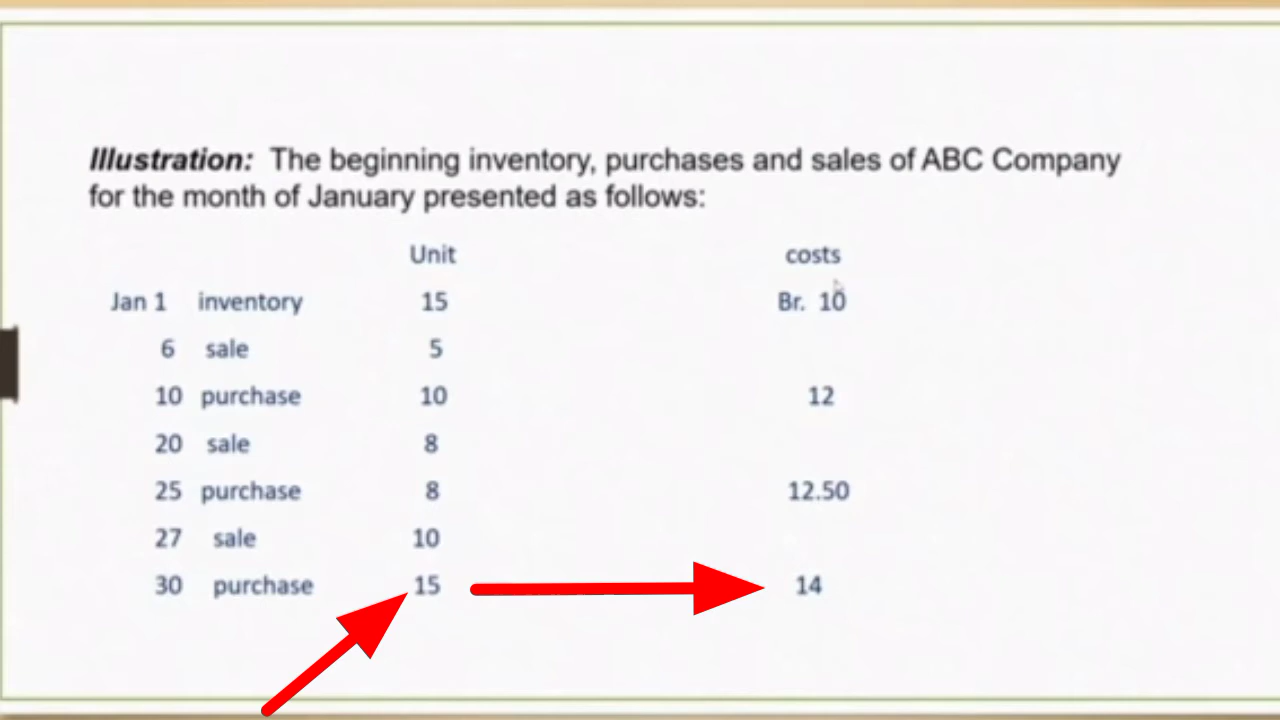 Illustration: The beginning inventory, purchases and sales of ABC Company
for the month of January presented as follows:
Unit costs
Jan 1 inventory 15 Br. 10
6 sale 5
10 purchase 10 12
20 sale 8
25 purchase 8 12.50
27 sale 10
30 purchase 15 14